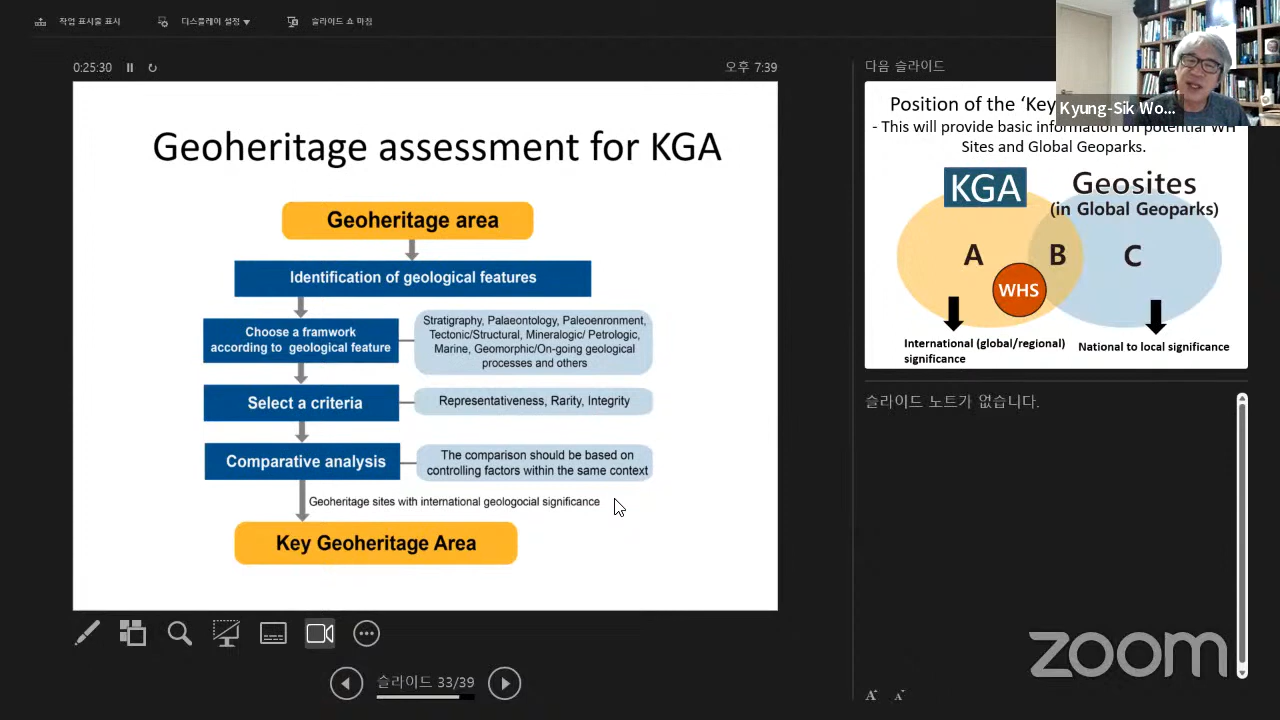 작업 표시줄 표시
디스플레이 설정 ▼
슬라이드 쇼 마침
0:25:30
오후 7:39
Geoheritage assessment for KGA
Geoheritage area
Identification of geological features
Choose a framwork
according to geological feature
Stratigraphy, Palaeontology, Paleoenronment,
Tectonic/Structural, Mineralogic/ Petrologic,
Marine, Geomorphic/On-going geological
processes and others
Select a criteria
Representativeness, Rarity, Integrity
Comparative analysis
The comparison should be based on
controlling factors within the same context
Geoheritage sites with international geologocial significance
Key Geoheritage Area
슬라이드 33/39
다음 슬라이드
Kyung-Sik Wo...
Position of the ‘Key
- This will provide basic information on potential WH
Sites and Global Geoparks.
KGA
Geosites
(in Global Geoparks)
A
B
C
WHS
International (global/regional)
significance
National to local significance
슬라이드 노트가 없습니다.
A
A
zoom